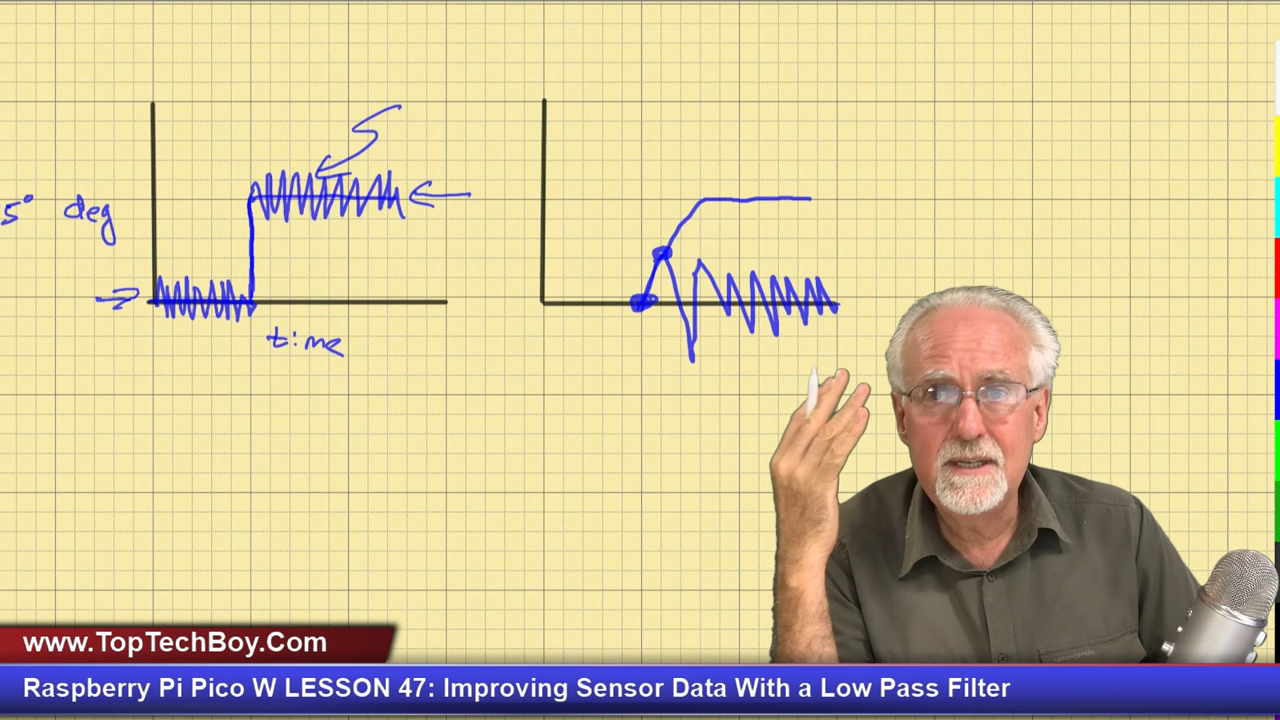 5° deg
time
www.TopTechBoy.Com
Raspberry Pi Pico W LESSON 47: Improving Sensor Data With a Low Pass Filter